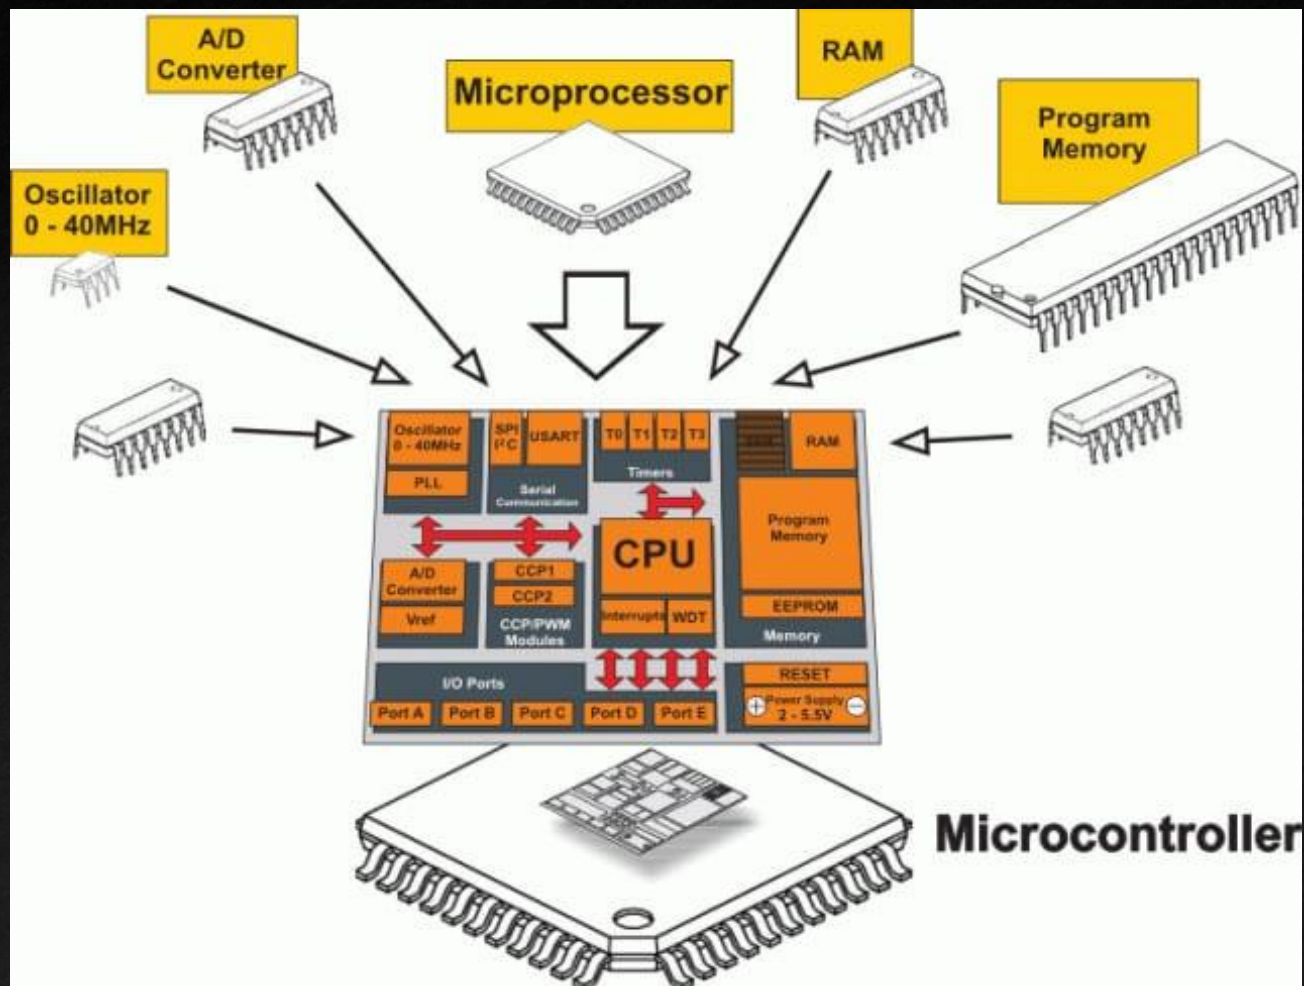 A/D
Converter
Microprocessor
RAM
Program
Memory
Oscillator
0 - 40MHz
Oscillator
0 - 40MHz
PLL
SPI
I²C
USART
Serial
Communication
T0 T1 T2 T3
Timers
RAM
Program
Memory
EEPROM
Memory
CPU
Interrupts
WDT
A/D
Converter
Vref
CCP1
CCP2
CCP/PWM
Modules
I/O Ports
Port A Port B Port C Port D Port E
RESET
Power Supply
2 - 5.5V
+ −
Microcontroller